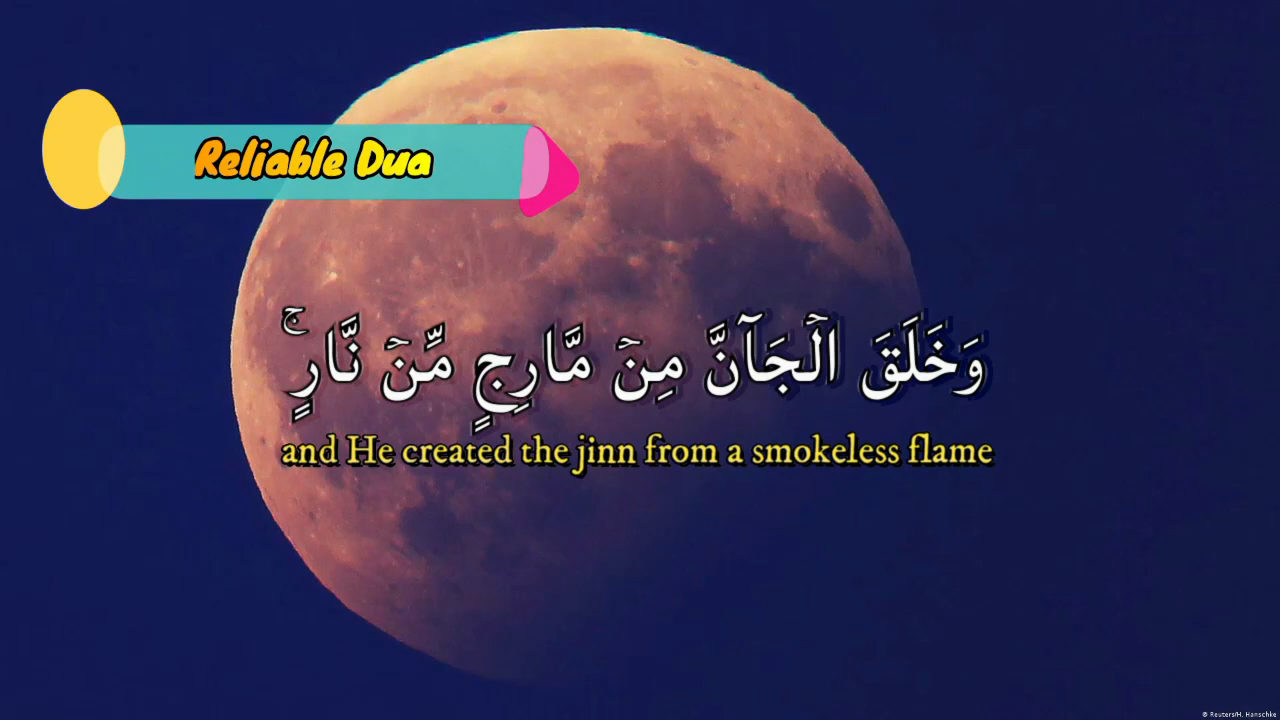 Reliable Dua
وَخَلَقَ الۡجَآنَّ مِنۡ مَّارِجٍ مِّنۡ نَّارٍۚ
and He created the jinn from a smokeless flame
© Reuters/H. Hanschke